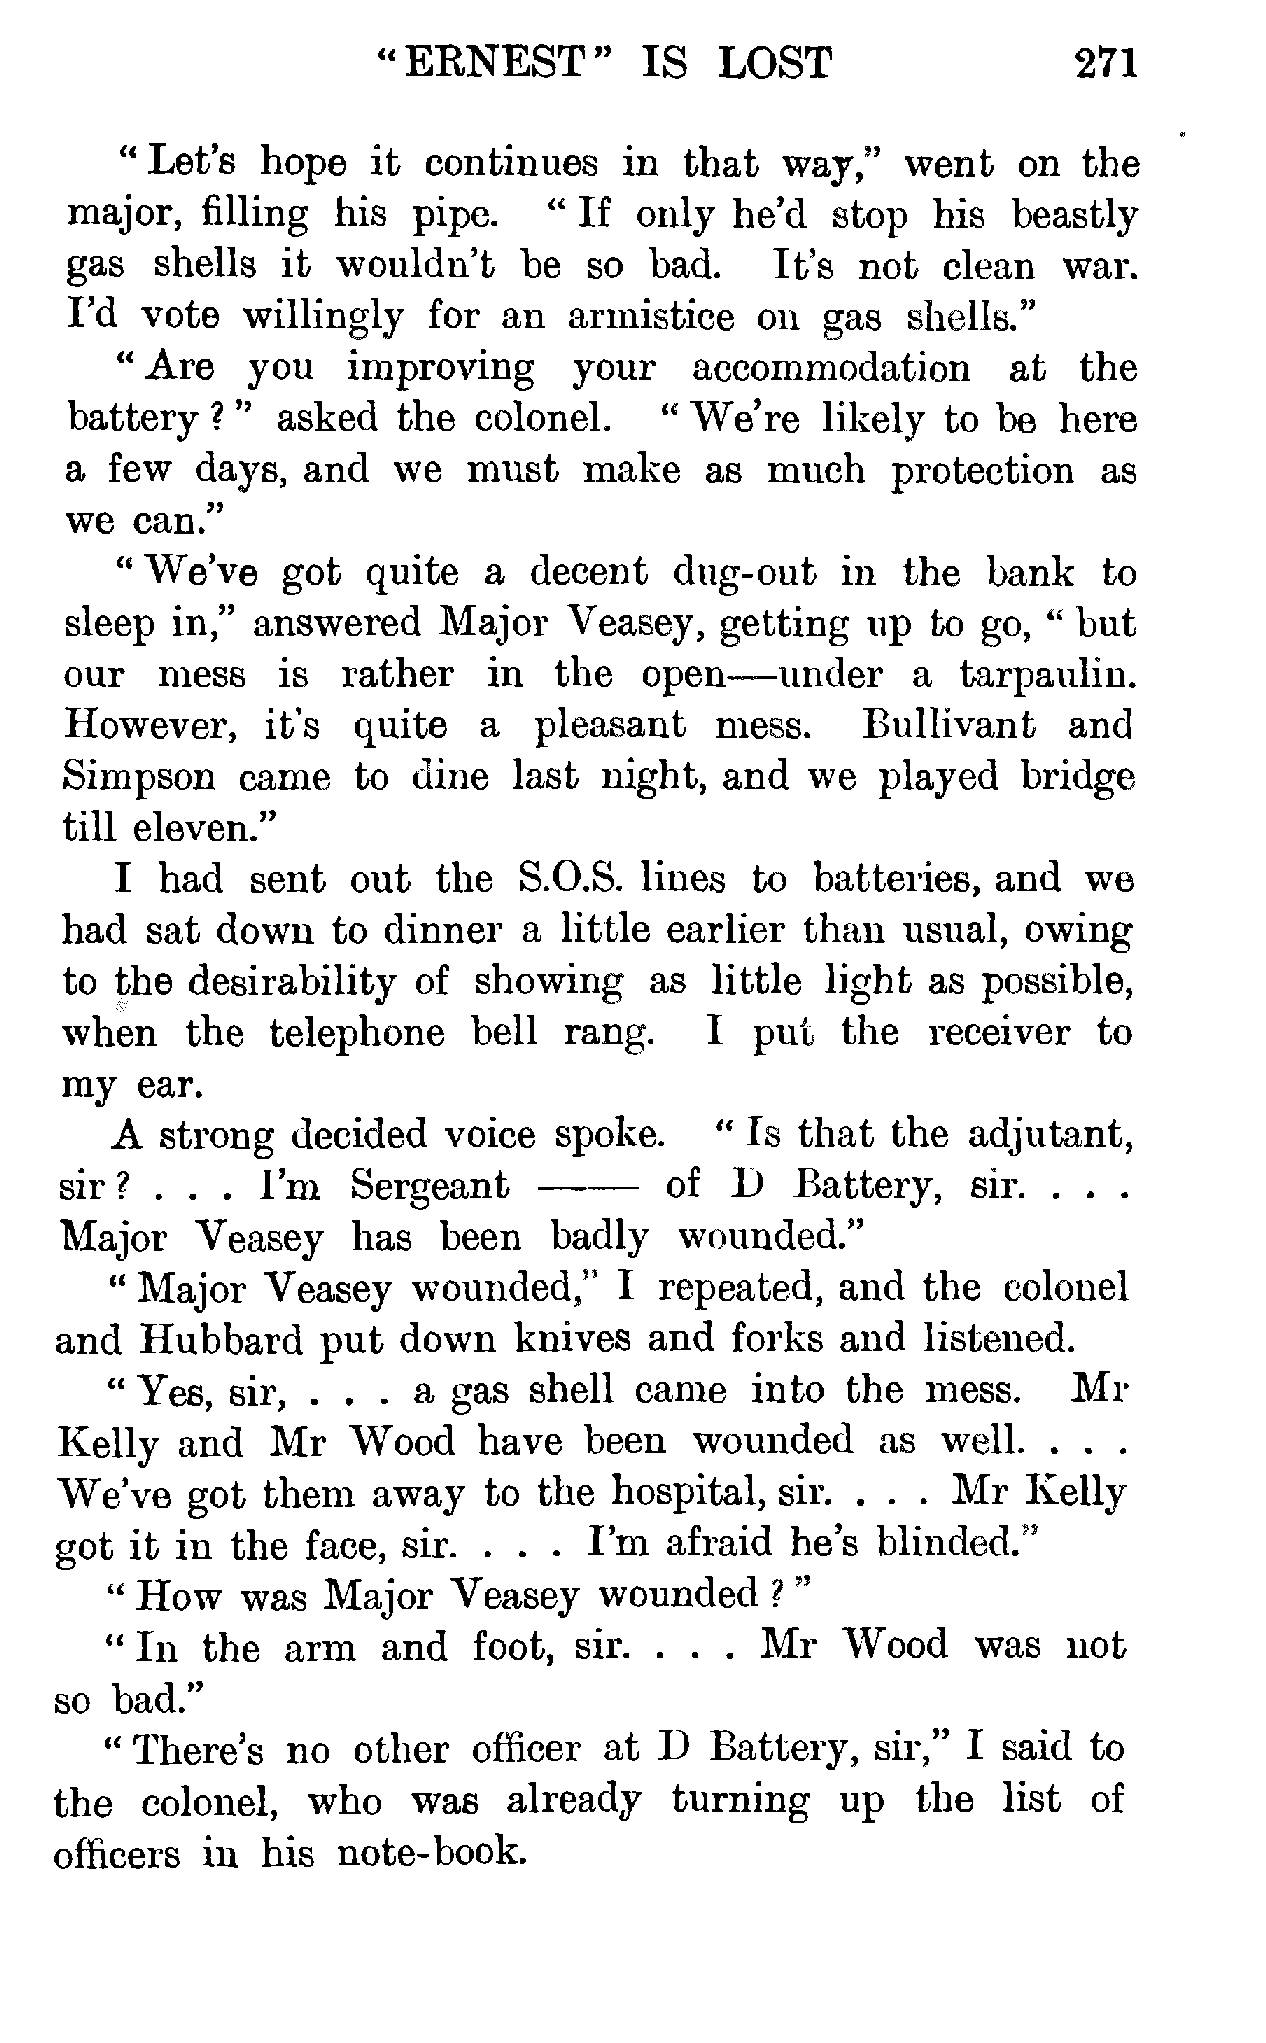 “ERNEST” IS LOST 271
“Let’s hope it continues in that way,” went on the
major, filling his pipe. “If only he’d stop his beastly
gas shells it wouldn’t be so bad. It’s not clean war.
I’d vote willingly for an armistice on gas shells.”
“Are you improving your accommodation at the
battery?” asked the colonel. “We’re likely to be here
a few days, and we must make as much protection as
we can.”
“We’ve got quite a decent dug-out in the bank to
sleep in,” answered Major Veasey, getting up to go, “but
our mess is rather in the open—under a tarpaulin.
However, it’s quite a pleasant mess. Bullivant and
Simpson came to dine last night, and we played bridge
till eleven.”
I had sent out the S.O.S. lines to batteries, and we
had sat down to dinner a little earlier than usual, owing
to the desirability of showing as little light as possible,
when the telephone bell rang. I put the receiver to
my ear.
A strong decided voice spoke. “Is that the adjutant,
sir? . . . I’m Sergeant —— of D Battery, sir. . . .
Major Veasey has been badly wounded.”
“Major Veasey wounded,” I repeated, and the colonel
and Hubbard put down knives and forks and listened.
“Yes, sir, . . . a gas shell came into the mess. Mr
Kelly and Mr Wood have been wounded as well. . . .
We’ve got them away to the hospital, sir. . . . Mr Kelly
got it in the face, sir. . . . I’m afraid he’s blinded.”
“How was Major Veasey wounded?”
“In the arm and foot, sir. . . . Mr Wood was not
so bad.”
“There’s no other officer at D Battery, sir,” I said to
the colonel, who was already turning up the list of
officers in his note-book.